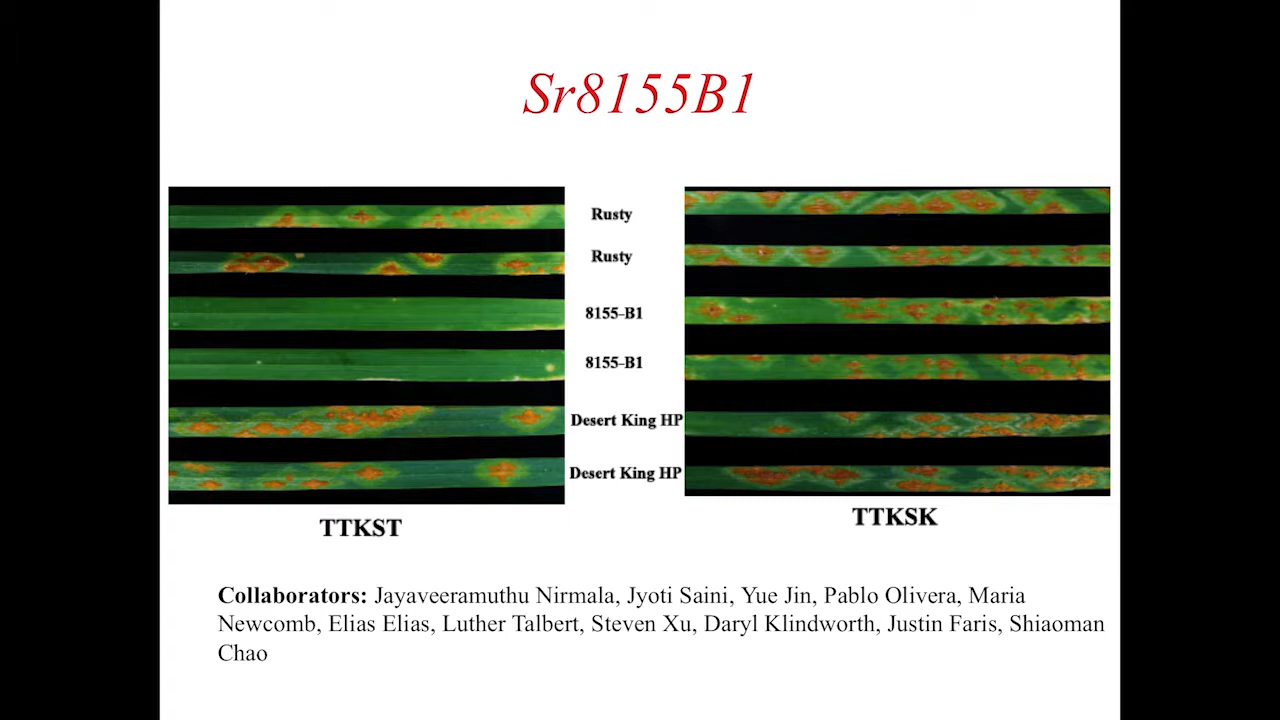 Sr8155B1
Rusty
Rusty
8155-B1
8155-B1
Desert King HP
Desert King HP
TTKST
TTKSK
Collaborators: Jayaveeramuthu Nirmala, Jyoti Saini, Yue Jin, Pablo Olivera, Maria
Newcomb, Elias Elias, Luther Talbert, Steven Xu, Daryl Klindworth, Justin Faris, Shiaoman
Chao